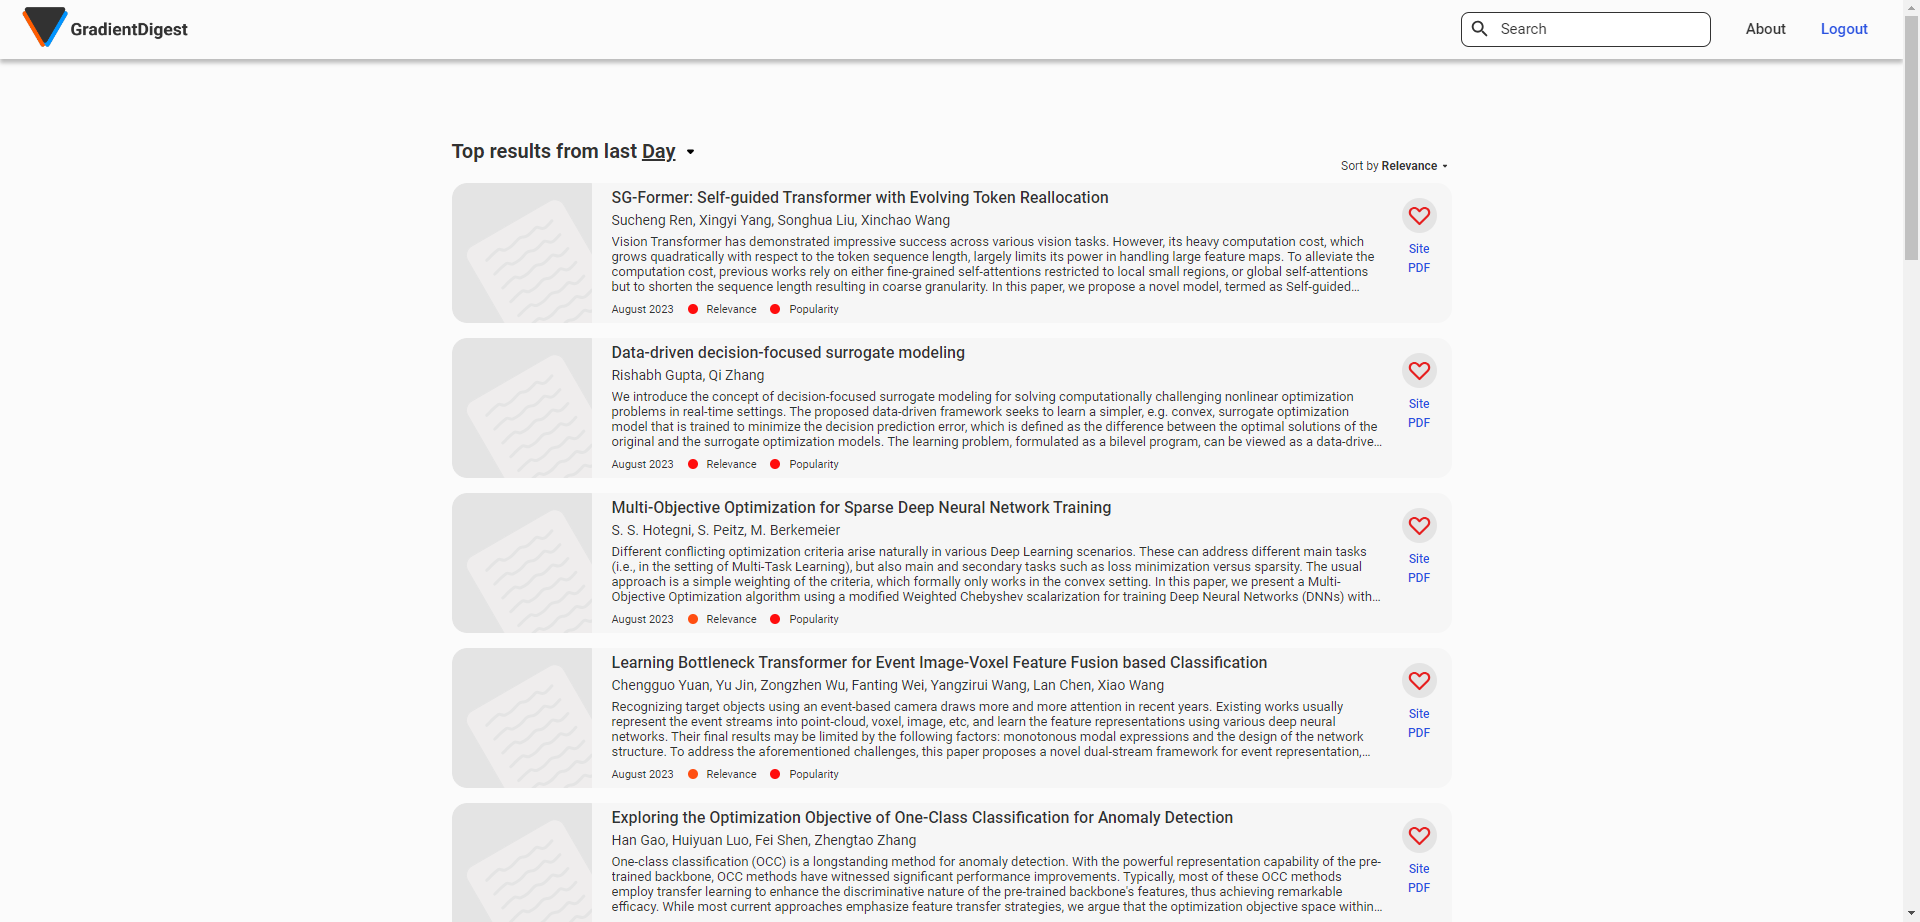 GradientDigest
Search
About
Logout
Top results from last Day
Sort by Relevance
SG-Former: Self-guided Transformer with Evolving Token Reallocation
Sucheng Ren, Xingyi Yang, Songhua Liu, Xinchao Wang
Vision Transformer has demonstrated impressive success across various vision tasks. However, its heavy computation cost, which
grows quadratically with respect to the token sequence length, largely limits its power in handling large feature maps. To alleviate the
computation cost, previous works rely on either fine-grained self-attentions restricted to local small regions, or global self-attentions
but to shorten the sequence length resulting in coarse granularity. In this paper, we propose a novel model, termed as Self-guided...
August 2023 Relevance Popularity
Site
PDF
Data-driven decision-focused surrogate modeling
Rishabh Gupta, Qi Zhang
We introduce the concept of decision-focused surrogate modeling for solving computationally challenging nonlinear optimization
problems in real-time settings. The proposed data-driven framework seeks to learn a simpler, e.g. convex, surrogate optimization
model that is trained to minimize the decision prediction error, which is defined as the difference between the optimal solutions of the
original and the surrogate optimization models. The learning problem, formulated as a bilevel program, can be viewed as a data-drive...
August 2023 Relevance Popularity
Site
PDF
Multi-Objective Optimization for Sparse Deep Neural Network Training
S. S. Hotegni, S. Peitz, M. Berkemeier
Different conflicting optimization criteria arise naturally in various Deep Learning scenarios. These can address different main tasks
(i.e., in the setting of Multi-Task Learning), but also main and secondary tasks such as loss minimization versus sparsity. The usual
approach is a simple weighting of the criteria, which formally only works in the convex setting. In this paper, we present a Multi-
Objective Optimization algorithm using a modified Weighted Chebyshev scalarization for training Deep Neural Networks (DNNs) with...
August 2023 Relevance Popularity
Site
PDF
Learning Bottleneck Transformer for Event Image-Voxel Feature Fusion based Classification
Chengguo Yuan, Yu Jin, Zongzhen Wu, Fanting Wei, Yangzirui Wang, Lan Chen, Xiao Wang
Recognizing target objects using an event-based camera draws more and more attention in recent years. Existing works usually
represent the event streams into point-cloud, voxel, image, etc, and learn the feature representations using various deep neural
networks. Their final results may be limited by the following factors: monotonous modal expressions and the design of the network
structure. To address the aforementioned challenges, this paper proposes a novel dual-stream framework for event representation,...
August 2023 Relevance Popularity
Site
PDF
Exploring the Optimization Objective of One-Class Classification for Anomaly Detection
Han Gao, Huiyuan Luo, Fei Shen, Zhengtao Zhang
One-class classification (OCC) is a longstanding method for anomaly detection. With the powerful representation capability of the pre-
trained backbone, OCC methods have witnessed significant performance improvements. Typically, most of these OCC methods
employ transfer learning to enhance the discriminative nature of the pre-trained backbone's features, thus achieving remarkable
efficacy. While most current approaches emphasize feature transfer strategies, we argue that the optimization objective space within...
Site
PDF